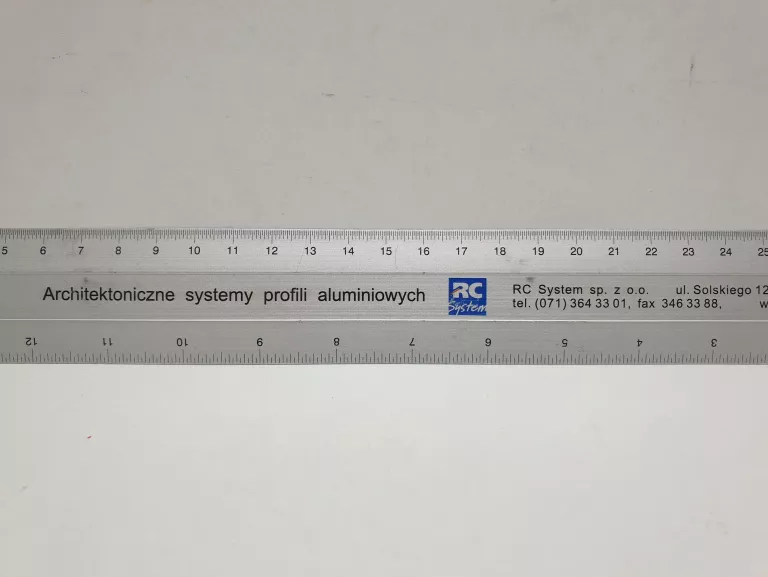 5 6 7 8 9 10 11 12 13 14 15 16 17 18 19 20 21 22 23 24 25
Architektoniczne systemy profili aluminiowych
RC
System
RC System sp. z o.o. ul. Solskiego 12
tel. (071) 364 33 01, fax 346 33 88, w
12 11 10 9 8 7 6 5 4 3